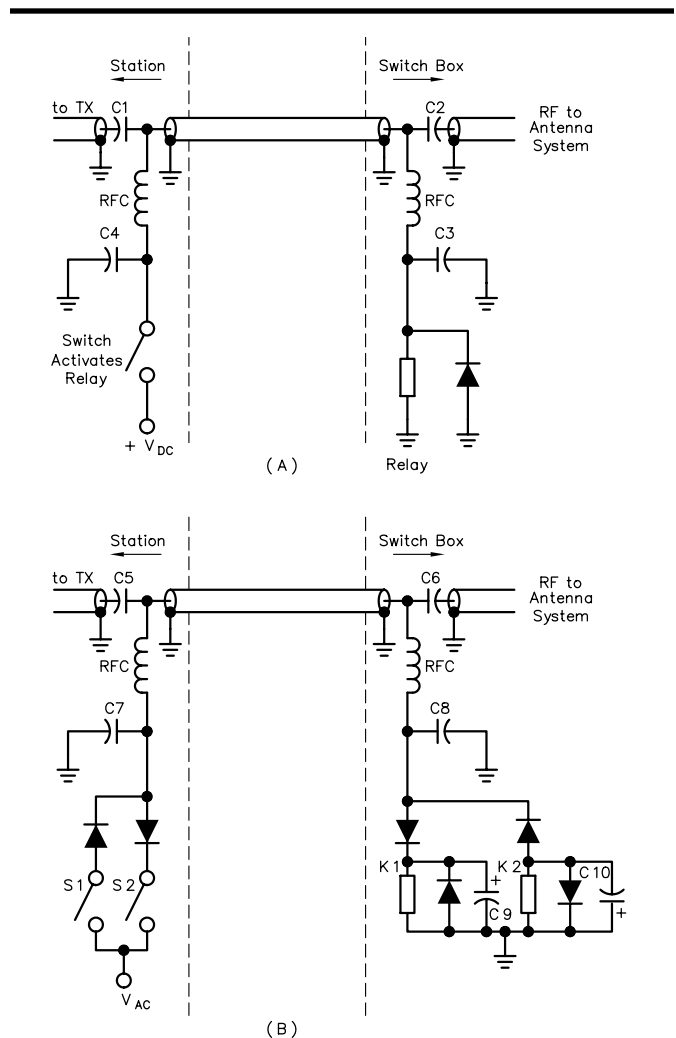 Station
Switch Box
to TX
C1
C2
RF to
Antenna
System
RFC
RFC
C4
C3
Switch
Activates
Relay
+ VDC
(A)
Relay
Station
Switch Box
to TX
C5
C6
RF to
Antenna
System
RFC
RFC
C7
C8
S1
S2
K1
+
C9
K2
C10
+
VAC
(B)